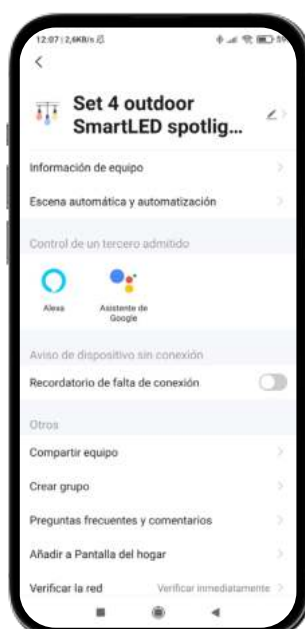 12:07 | 2,6KB/s
Set 4 outdoor
SmartLED spotlig...
Información de equipo
Escena automática y automatización
Control de un tercero admitido
Alexa
Asistente de
Google
Aviso de dispositivo sin conexión
Recordatorio de falta de conexión
Otros
Compartir equipo
Crear grupo
Preguntas frecuentes y comentarios
Añadir a Pantalla del hogar
Verificar la red Verificar inmediatamente